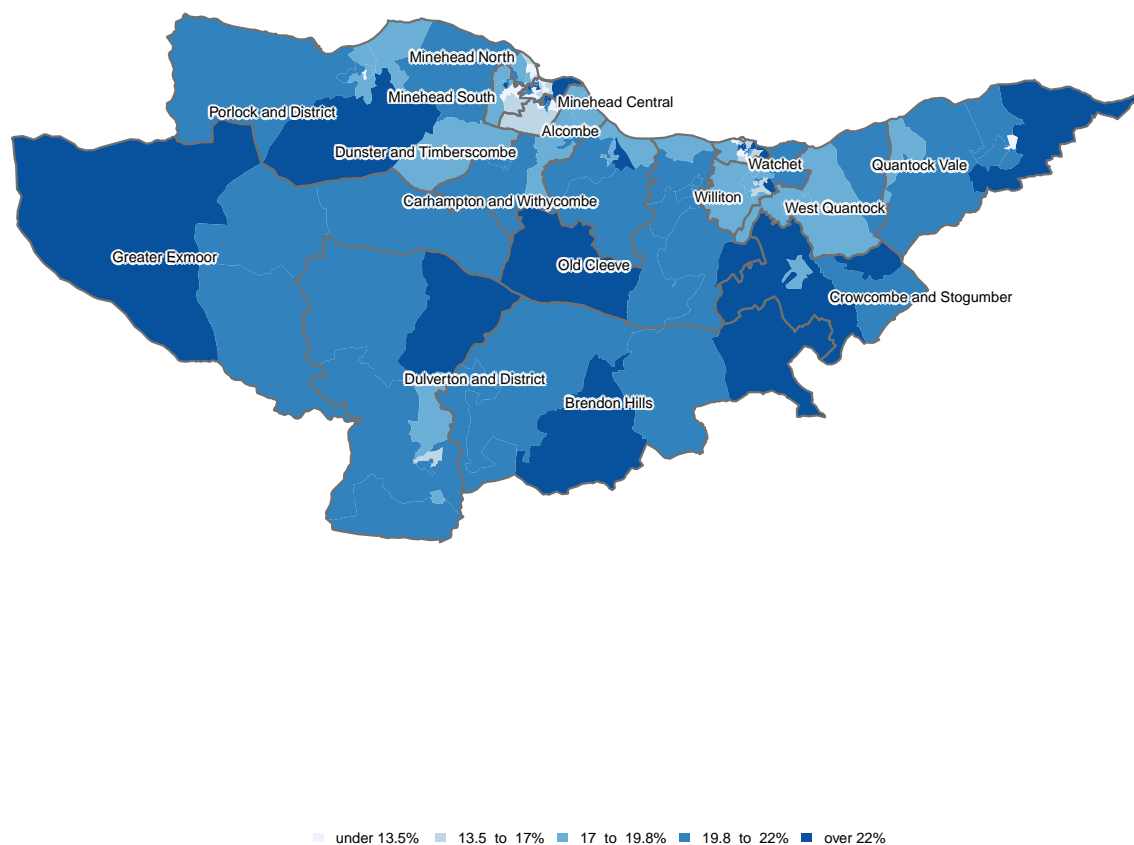 Minehead North
Minehead South
Minehead Central
Porlock and District
Alcombe
Dunster and Timberscombe
Watchet
Quantock Vale
Carhampton and Withycombe
Williton
West Quantock
Greater Exmoor
Old Cleeve
Crowcombe and Stogumber
Dulverton and District
Brendon Hills
under 13.5% 13.5 to 17% 17 to 19.8% 19.8 to 22% over 22%